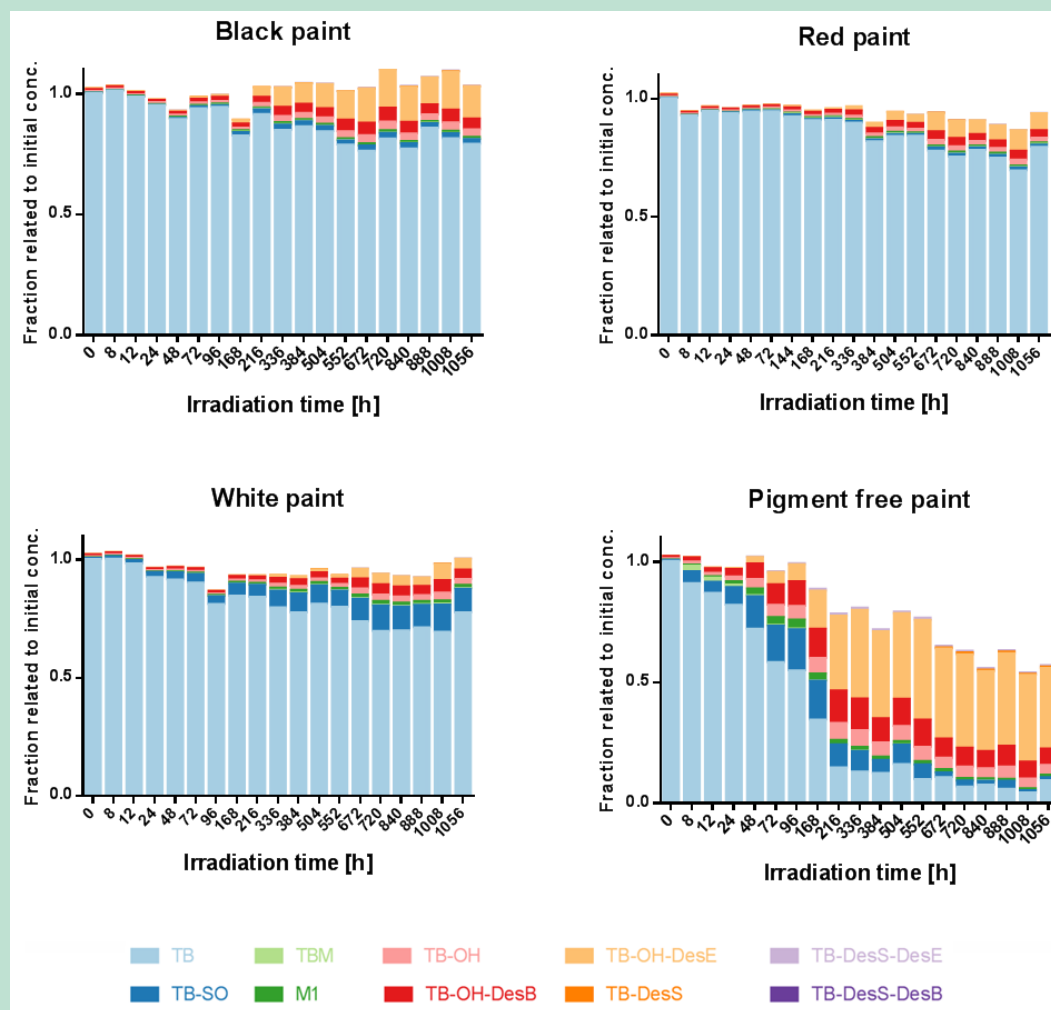 Black paint
Fraction related to initial conc.
1.0
0.5
0.0
0 8 12 24 48 72 96 168 216 336 384 504 552 672 720 840 888 1008 1056
Irradiation time [h]
Red paint
Fraction related to initial conc.
1.0
0.5
0.0
0 8 12 24 48 72 144 168 216 336 384 504 552 672 720 840 888 1008 1056
Irradiation time [h]
White paint
Fraction related to initial conc.
1.0
0.5
0.0
0 8 12 24 48 72 96 168 216 336 384 504 552 672 720 840 888 1008 1056
Irradiation time [h]
Pigment free paint
Fraction related to initial conc.
1.0
0.5
0.0
0 8 12 24 48 72 96 168 216 336 384 504 552 672 720 840 888 1008 1056
Irradiation time [h]
TB TBM TB-OH TB-OH-DesE TB-DesS-DesE
TB-SO M1 TB-OH-DesB TB-DesS TB-DesS-DesB